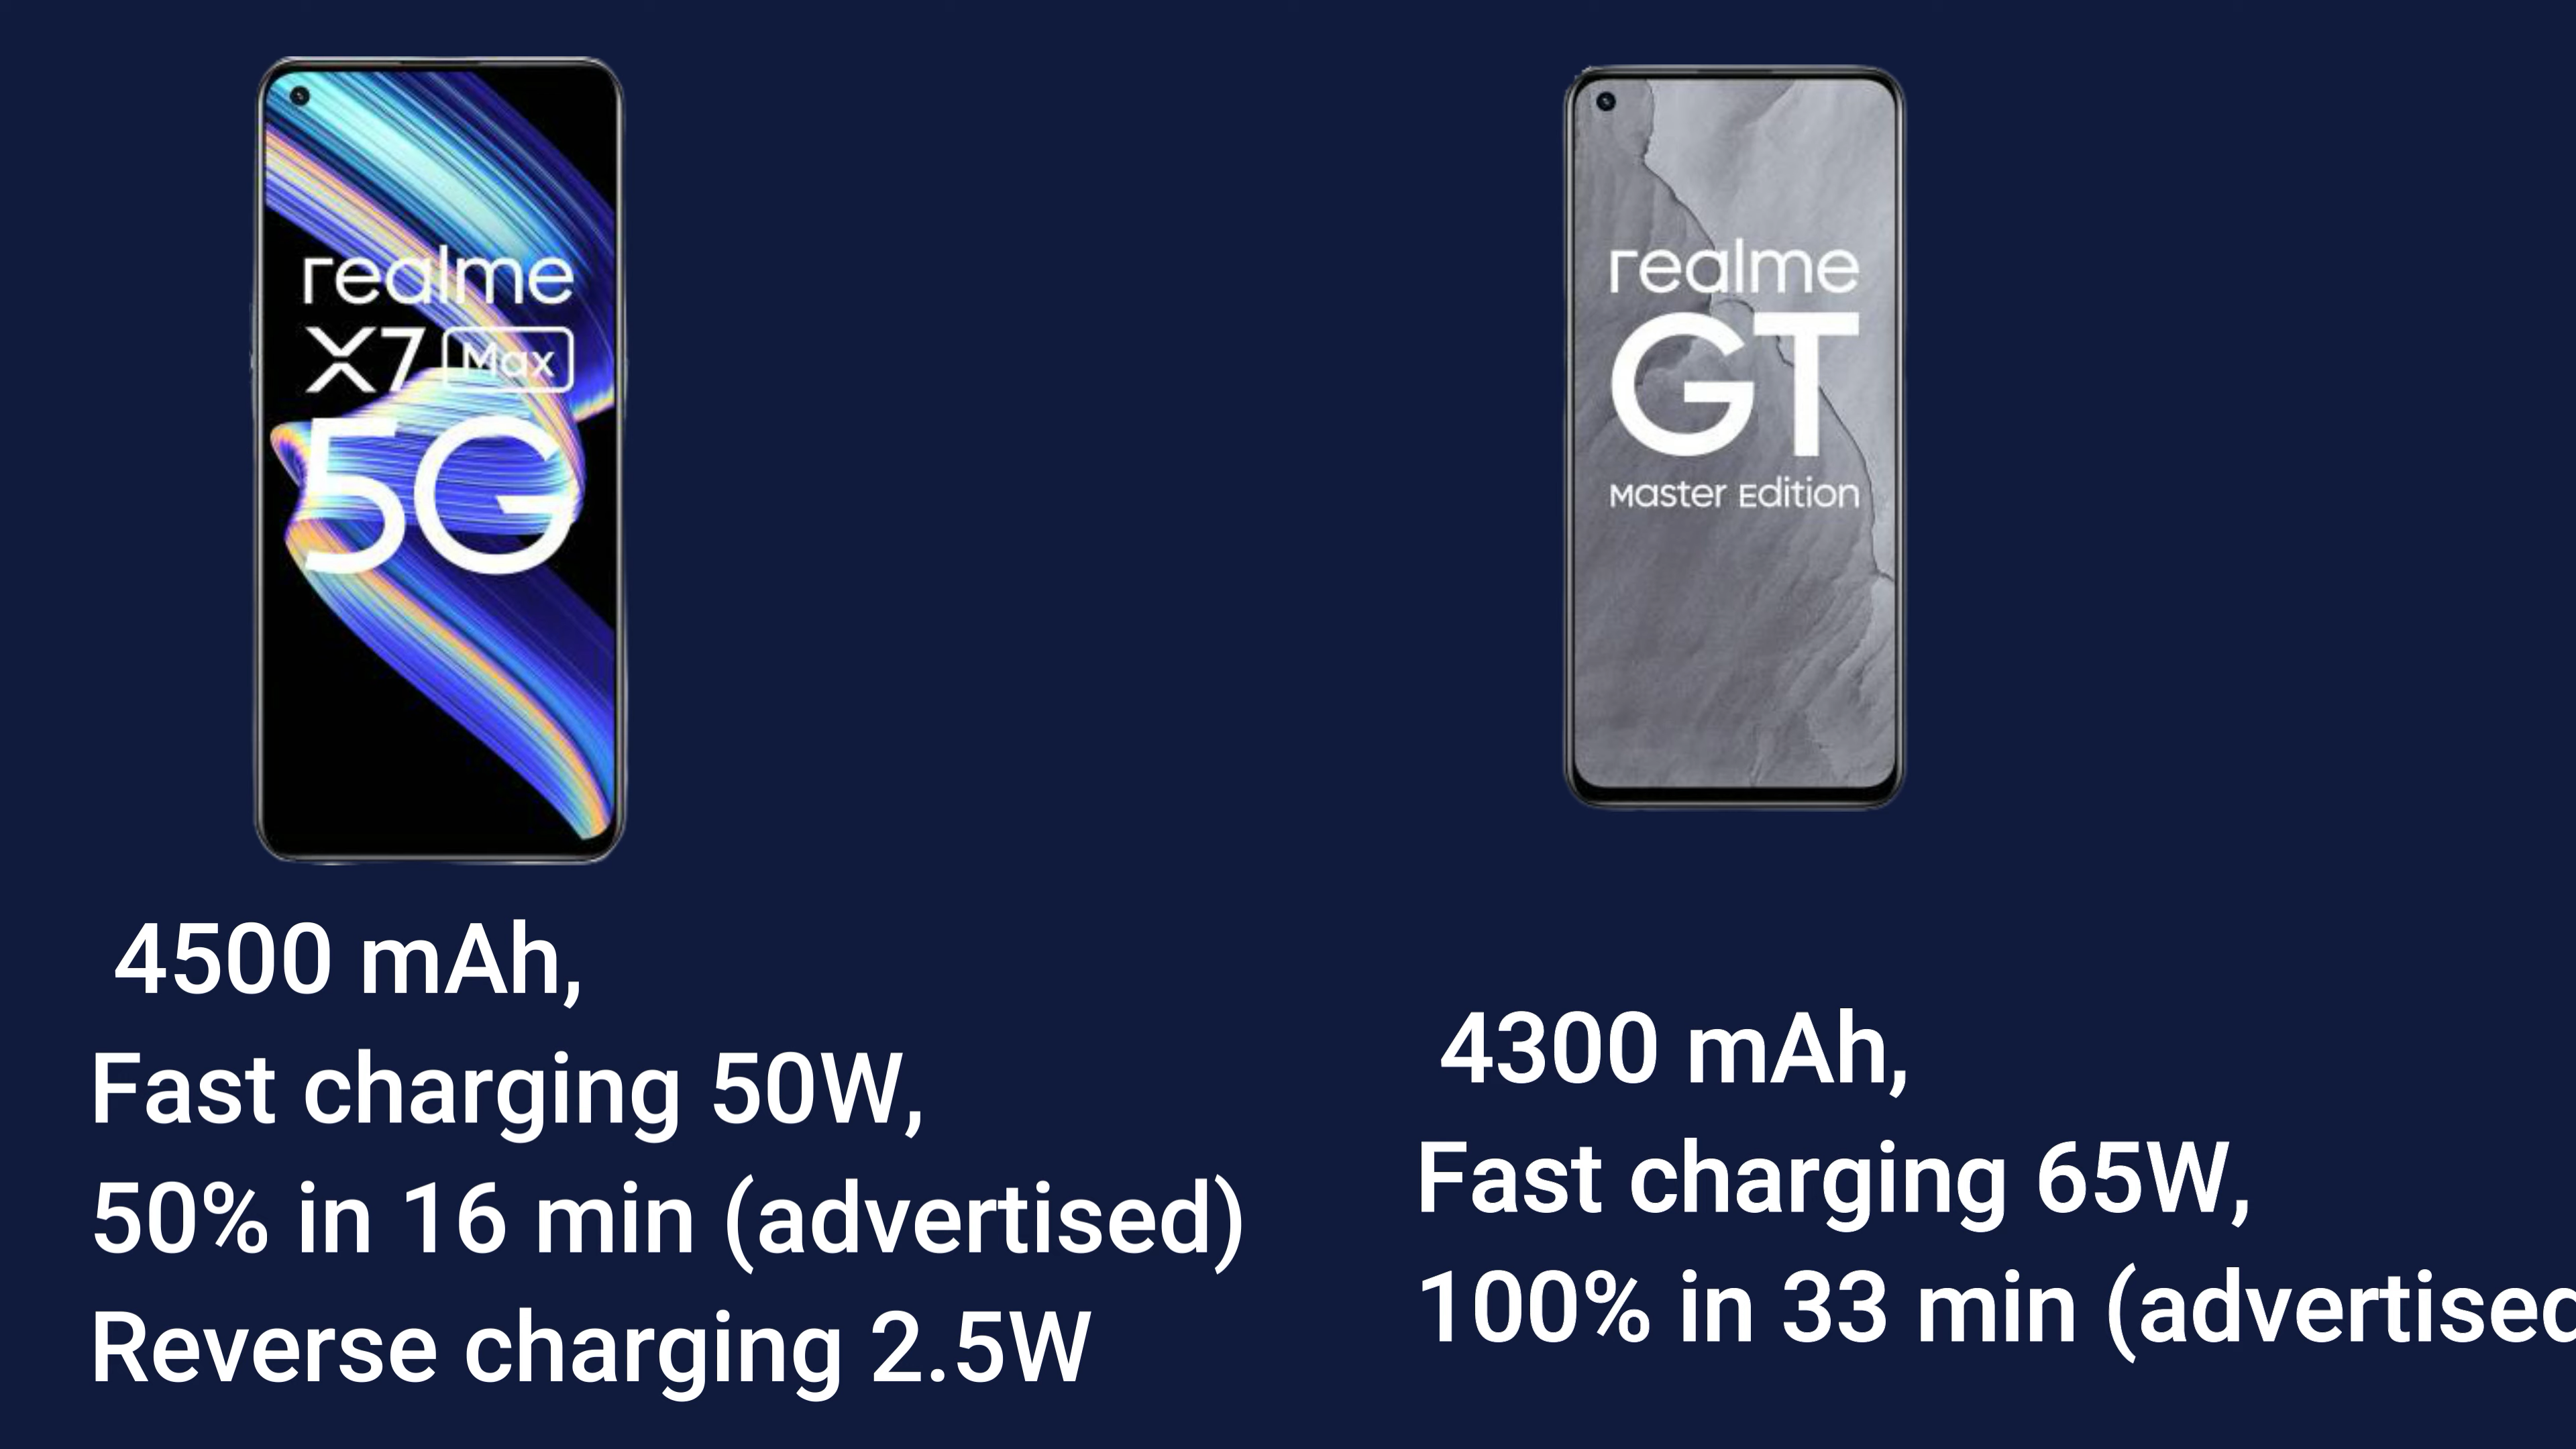 realme
X7 Max
5G
4500 mAh,
Fast charging 50W,
50% in 16 min (advertised)
Reverse charging 2.5W
realme
GT
Master Edition
4300 mAh,
Fast charging 65W,
100% in 33 min (advertised